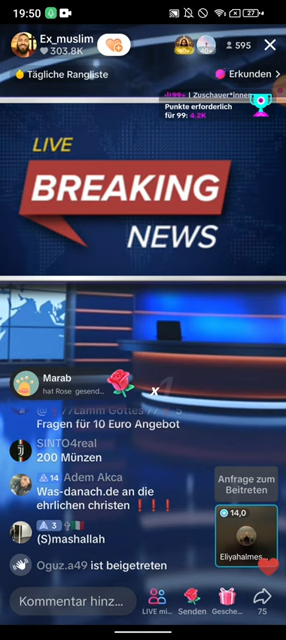 19:50
27
Ex_muslim
303.8K
595
Tägliche Rangliste
Erkunden
Zuschauer*innen
Punkte erforderlich
für 99: 4.2K
LIVE
BREAKING
NEWS
Marab
hat Rose gesend...
x
Fragen für 10 Euro Angebot
SINTO4real
200 Münzen
14 Adem Akca
Was-danach.de an die
ehrlichen christen ❗❗❗
3
(S)mashallah
Oguz.a49 ist beigetreten
Anfrage zum
Beitreten
14,0
Eliyahalmes...
Kommentar hinz...
LIVE mi...
Senden
Gesche...
75